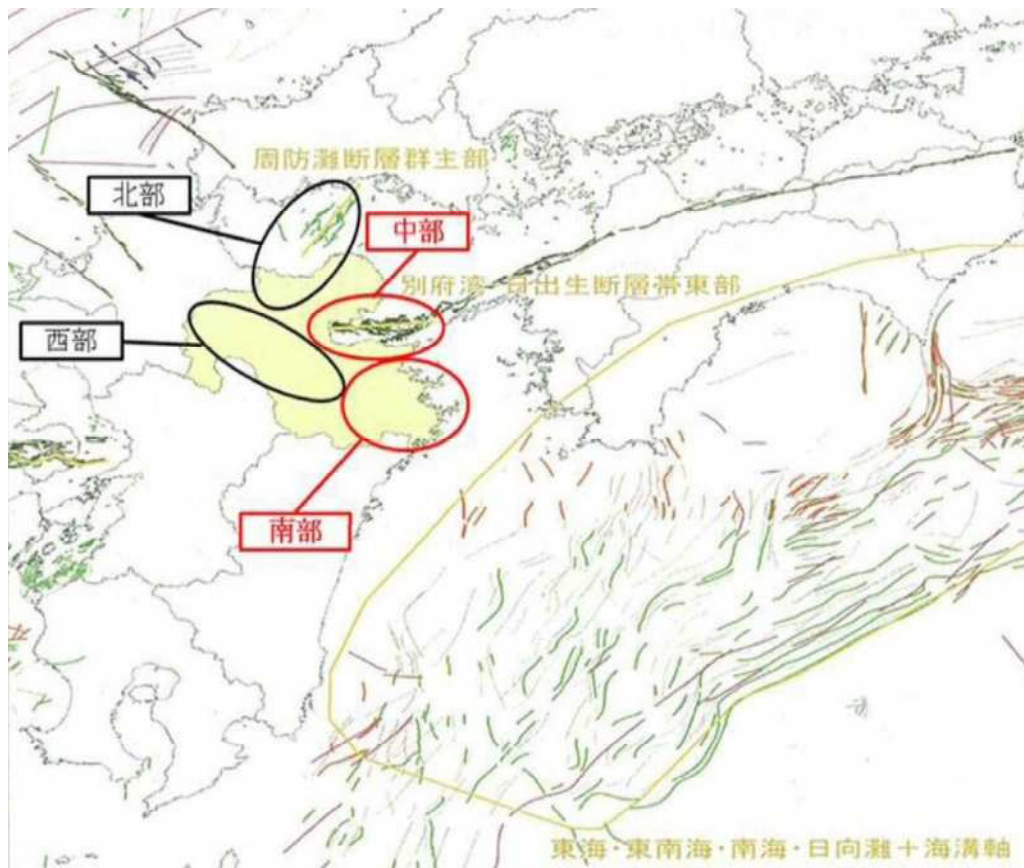 周防灘断層群主部
北部
中部
別府湾‐日出生断層帯東部
西部
南部
東海・東南海・南海・日向灘＋海溝軸